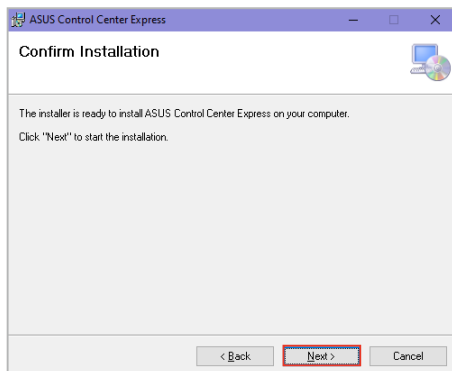 ASUS Control Center Express
Confirm Installation
The installer is ready to install ASUS Control Center Express on your computer.
Click "Next" to start the installation.
< Back
Next >
Cancel